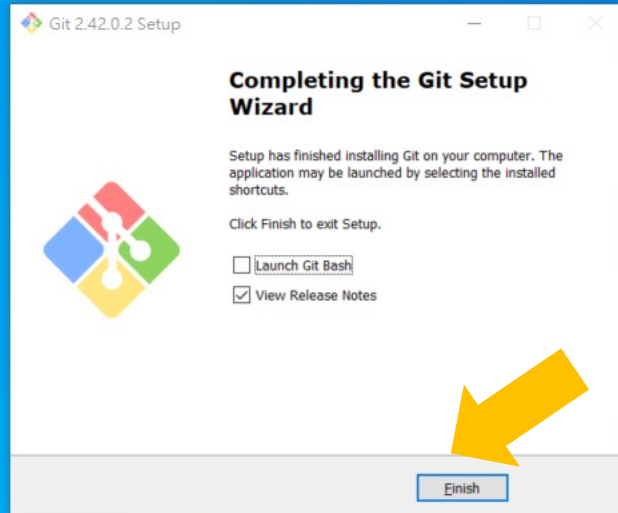 Git 2.42.0.2 Setup
Completing the Git Setup
Wizard
Setup has finished installing Git on your computer. The
application may be launched by selecting the installed
shortcuts.
Click Finish to exit Setup.
Launch Git Bash
View Release Notes
Finish